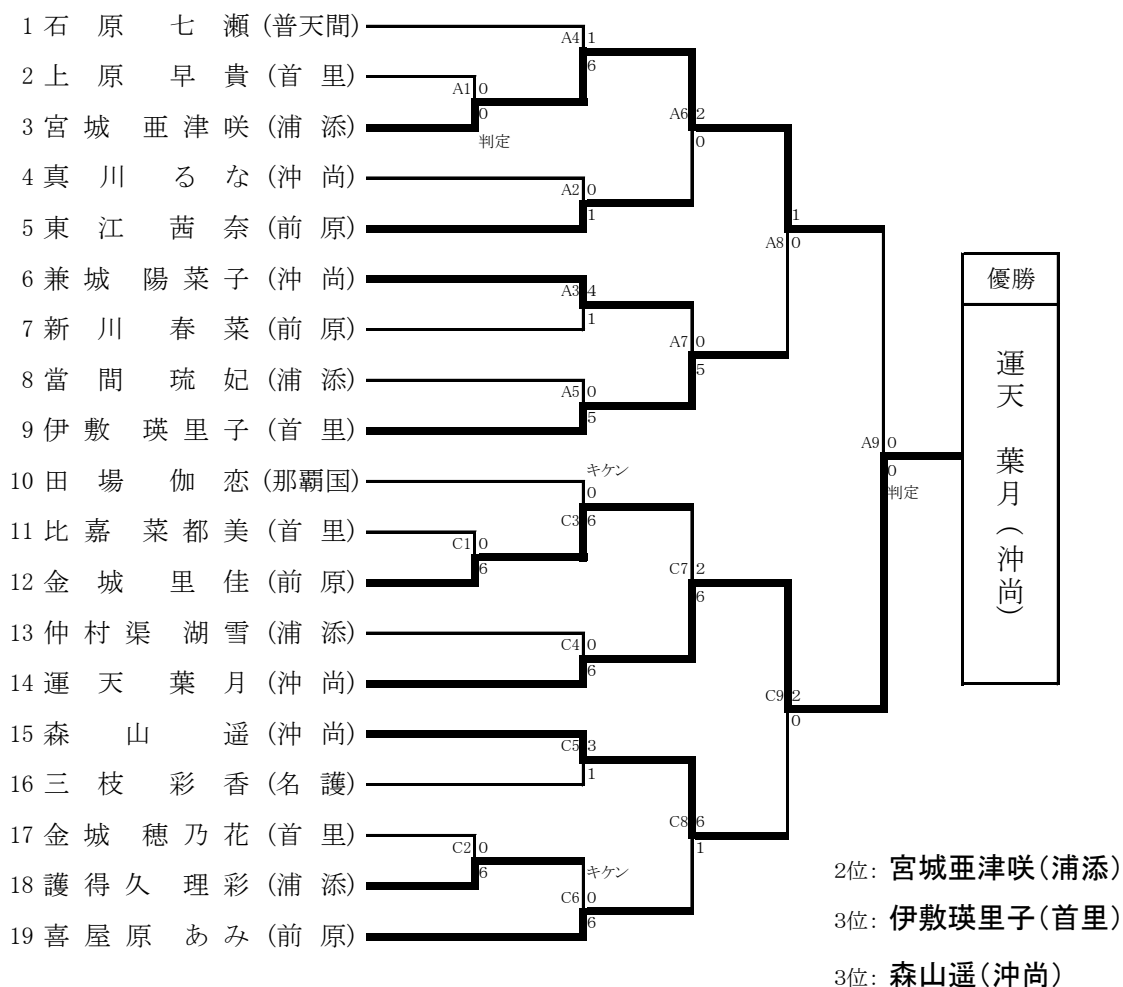 1 石原七瀬 (普天間)
A4 1
6
2 上原早貴 (首里)
A1 0
0
判定
3 宮城亜津咲 (浦添)
A6 2
0
4 真川るな (沖尚)
A2 0
1
5 東江茜奈 (前原)
1
A8 0
6 兼城陽菜子 (沖尚)
A3 4
1
7 新川春菜 (前原)
A7 0
5
8 當間琉妃 (浦添)
A5 0
5
9 伊敷瑛里子 (首里)
A9 0
0
判定
優勝
運天 葉月(沖尚)
10 田場伽恋 (那覇国)
キケン
0
C3 6
11 比嘉菜都美 (首里)
C1 0
6
12 金城里佳 (前原)
C7 2
6
13 仲村渠湖雪 (浦添)
C4 0
6
14 運天葉月 (沖尚)
C9 2
0
15 森山遥 (沖尚)
C5 3
1
16 三枝彩香 (名護)
C8 6
1
17 金城穂乃花 (首里)
C2 0
6
18 護得久理彩 (浦添)
キケン
C6 0
6
19 喜屋原あみ (前原)
2位: 宮城亜津咲(浦添)
3位: 伊敷瑛里子(首里)
3位: 森山遥(沖尚)